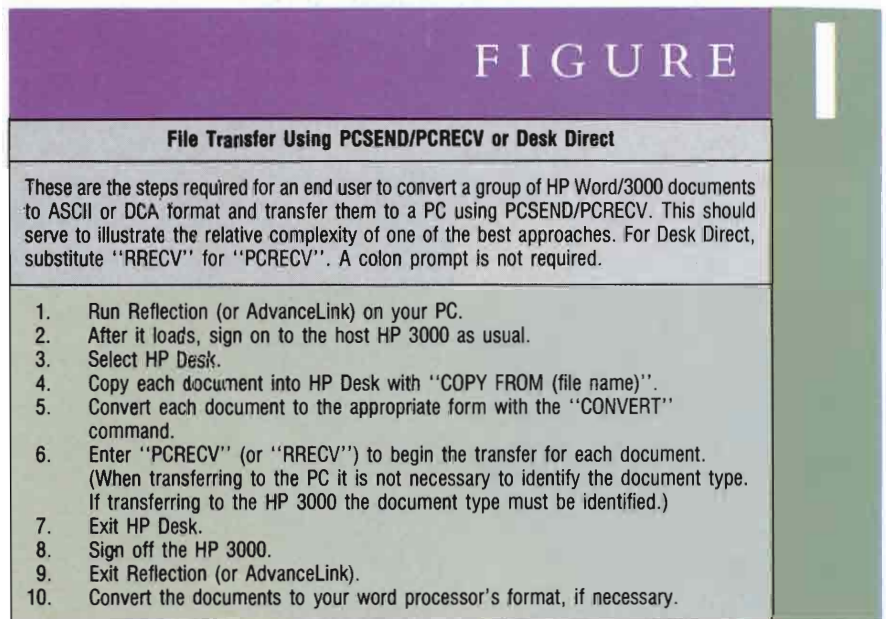 FIGURE 1
File Transfer Using PCSEND/PCRECV or Desk Direct
These are the steps required for an end user to convert a group of HP Word/3000 documents
to ASCII or DCA format and transfer them to a PC using PCSEND/PCRECV. This should
serve to illustrate the relative complexity of one of the best approaches. For Desk Direct,
substitute "RRECV" for "PCRECV". A colon prompt is not required.
1. Run Reflection (or AdvanceLink) on your PC.
2. After it loads, sign on to the host HP 3000 as usual.
3. Select HP Desk.
4. Copy each document into HP Desk with "COPY FROM (file name)".
5. Convert each document to the appropriate form with the "CONVERT"
command.
6. Enter "PCRECV" (or "RRECV") to begin the transfer for each document.
(When transferring to the PC it is not necessary to identify the document type.
If transferring to the HP 3000 the document type must be identified.)
7. Exit HP Desk.
8. Sign off the HP 3000.
9. Exit Reflection (or AdvanceLink).
10. Convert the documents to your word processor's format, if necessary.